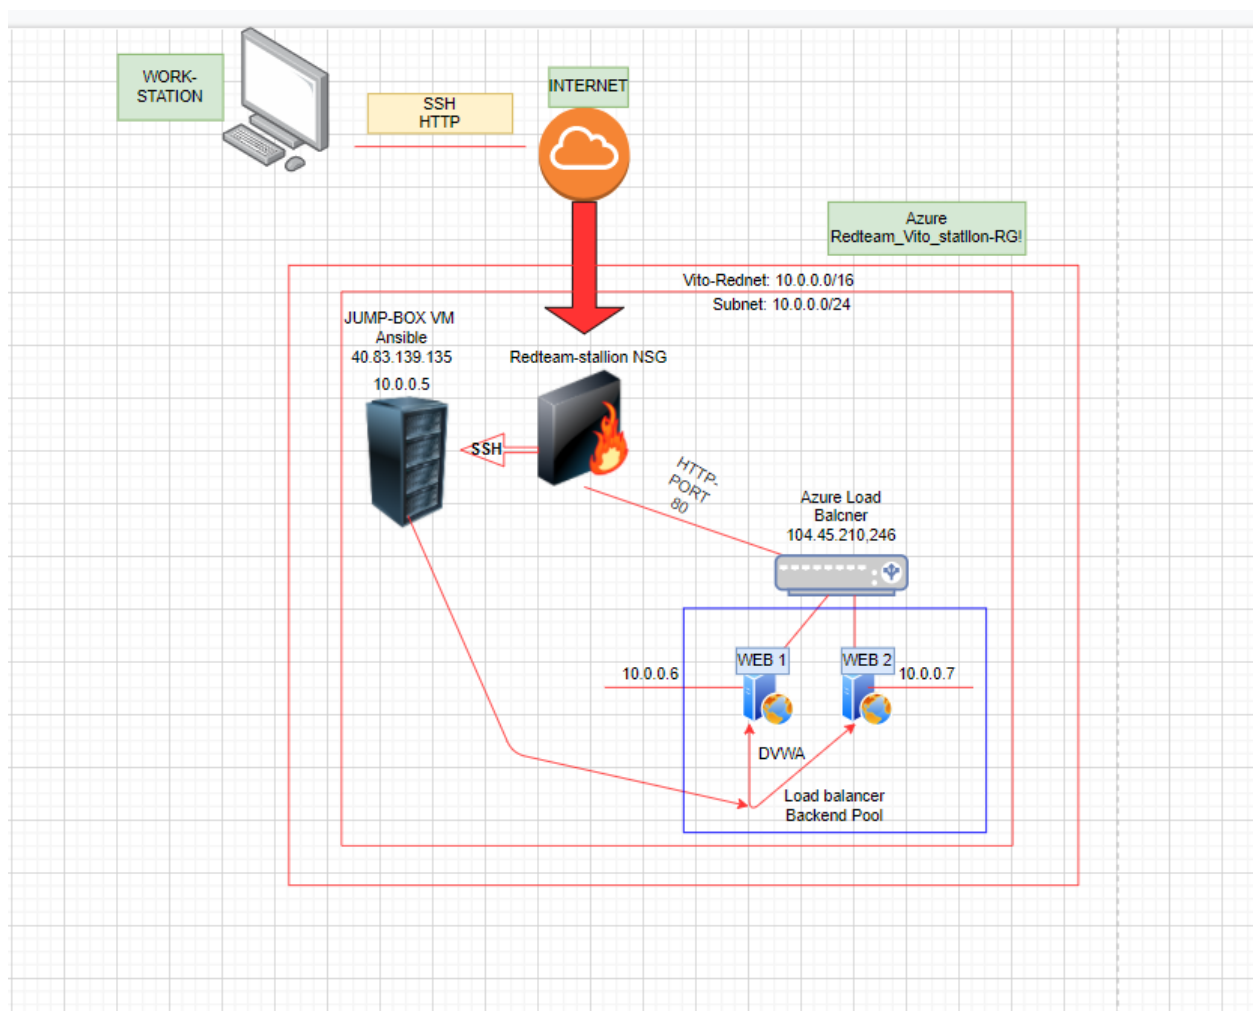 WORK-
STATION
SSH
HTTP
INTERNET
Azure
Redteam_Vito_statllon-RG!
Vito-Rednet: 10.0.0.0/16
Subnet: 10.0.0.0/24
JUMP-BOX VM
Ansible
40.83.139.135
10.0.0.5
Redteam-stallion NSG
SSH
HTTP-
PORT
80
Azure Load
Balcner
104.45.210,246
WEB 1
WEB 2
10.0.0.6
10.0.0.7
DVWA
Load balancer
Backend Pool